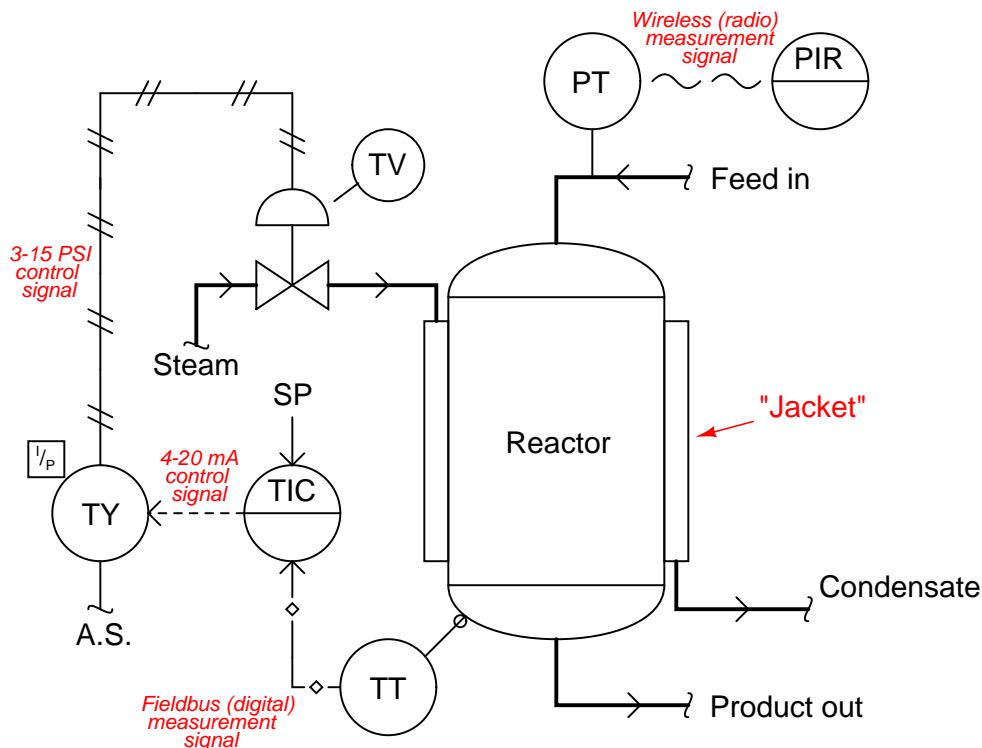 Wireless (radio)
measurement
signal
PT
PIR
TV
Feed in
3-15 PSI
control
signal
Steam
SP
"Jacket"
Reactor
I/P
4-20 mA
control
signal
TIC
TY
A.S.
Condensate
TT
Fieldbus (digital)
measurement
signal
Product out